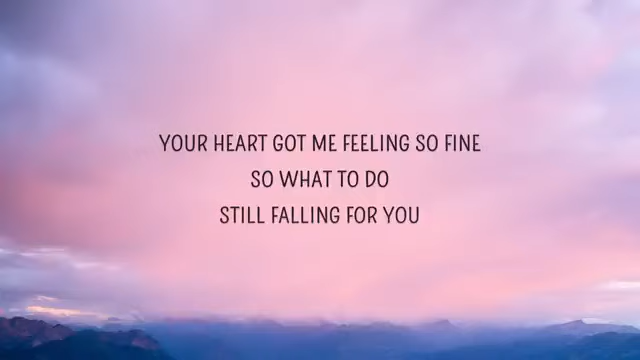 YOUR HEART GOT ME FEELING SO FINE
SO WHAT TO DO
STILL FALLING FOR YOU